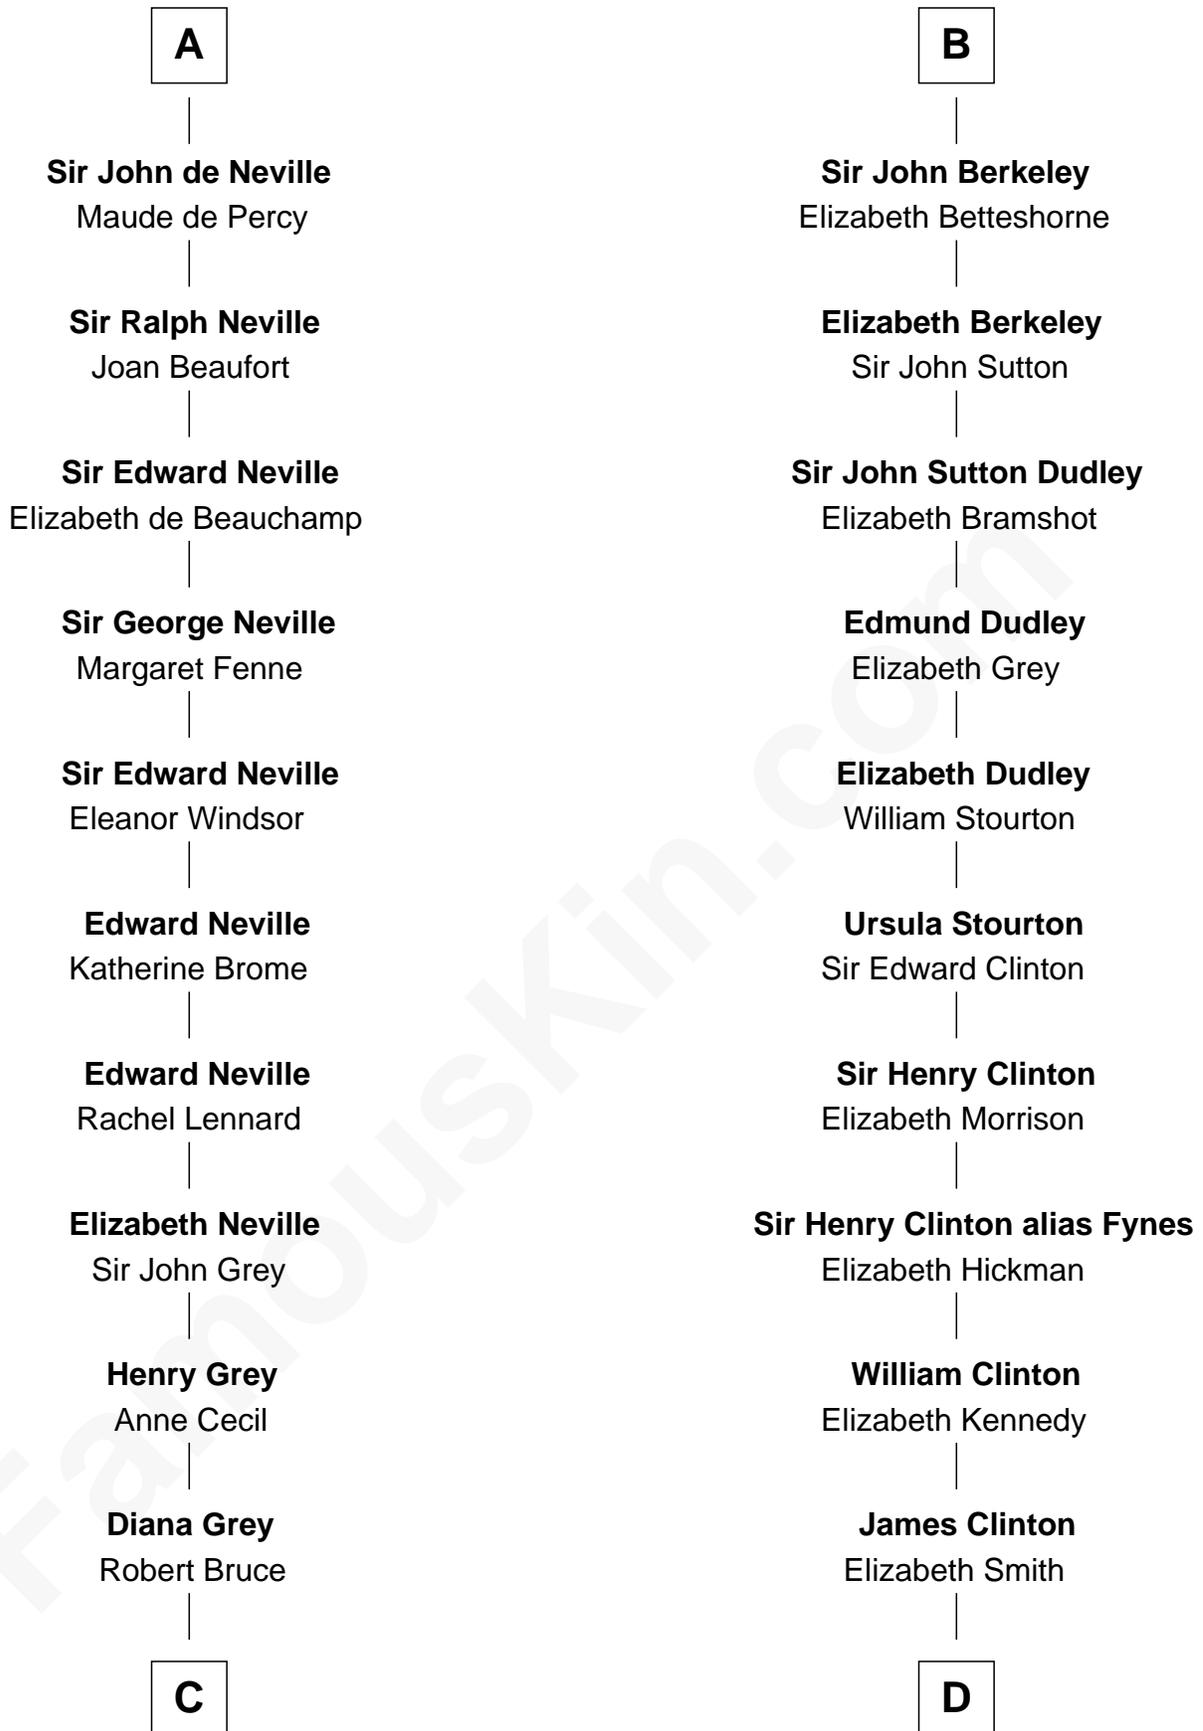 A
Sir John de Neville
Maude de Percy
Sir Ralph Neville
Joan Beaufort
Sir Edward Neville
Elizabeth de Beauchamp
Sir George Neville
Margaret Fenne
Sir Edward Neville
Eleanor Windsor
Edward Neville
Katherine Brome
Edward Neville
Rachel Lennard
Elizabeth Neville
Sir John Grey
Henry Grey
Anne Cecil
Diana Grey
Robert Bruce
C
B
Sir John Berkeley
Elizabeth Betteshorne
Elizabeth Berkeley
Sir John Sutton
Sir John Sutton Dudley
Elizabeth Bramshot
Edmund Dudley
Elizabeth Grey
Elizabeth Dudley
William Stourton
Ursula Stourton
Sir Edward Clinton
Sir Henry Clinton
Elizabeth Morrison
Sir Henry Clinton alias Fynes
Elizabeth Hickman
William Clinton
Elizabeth Kennedy
James Clinton
Elizabeth Smith
D
FamousKin.com